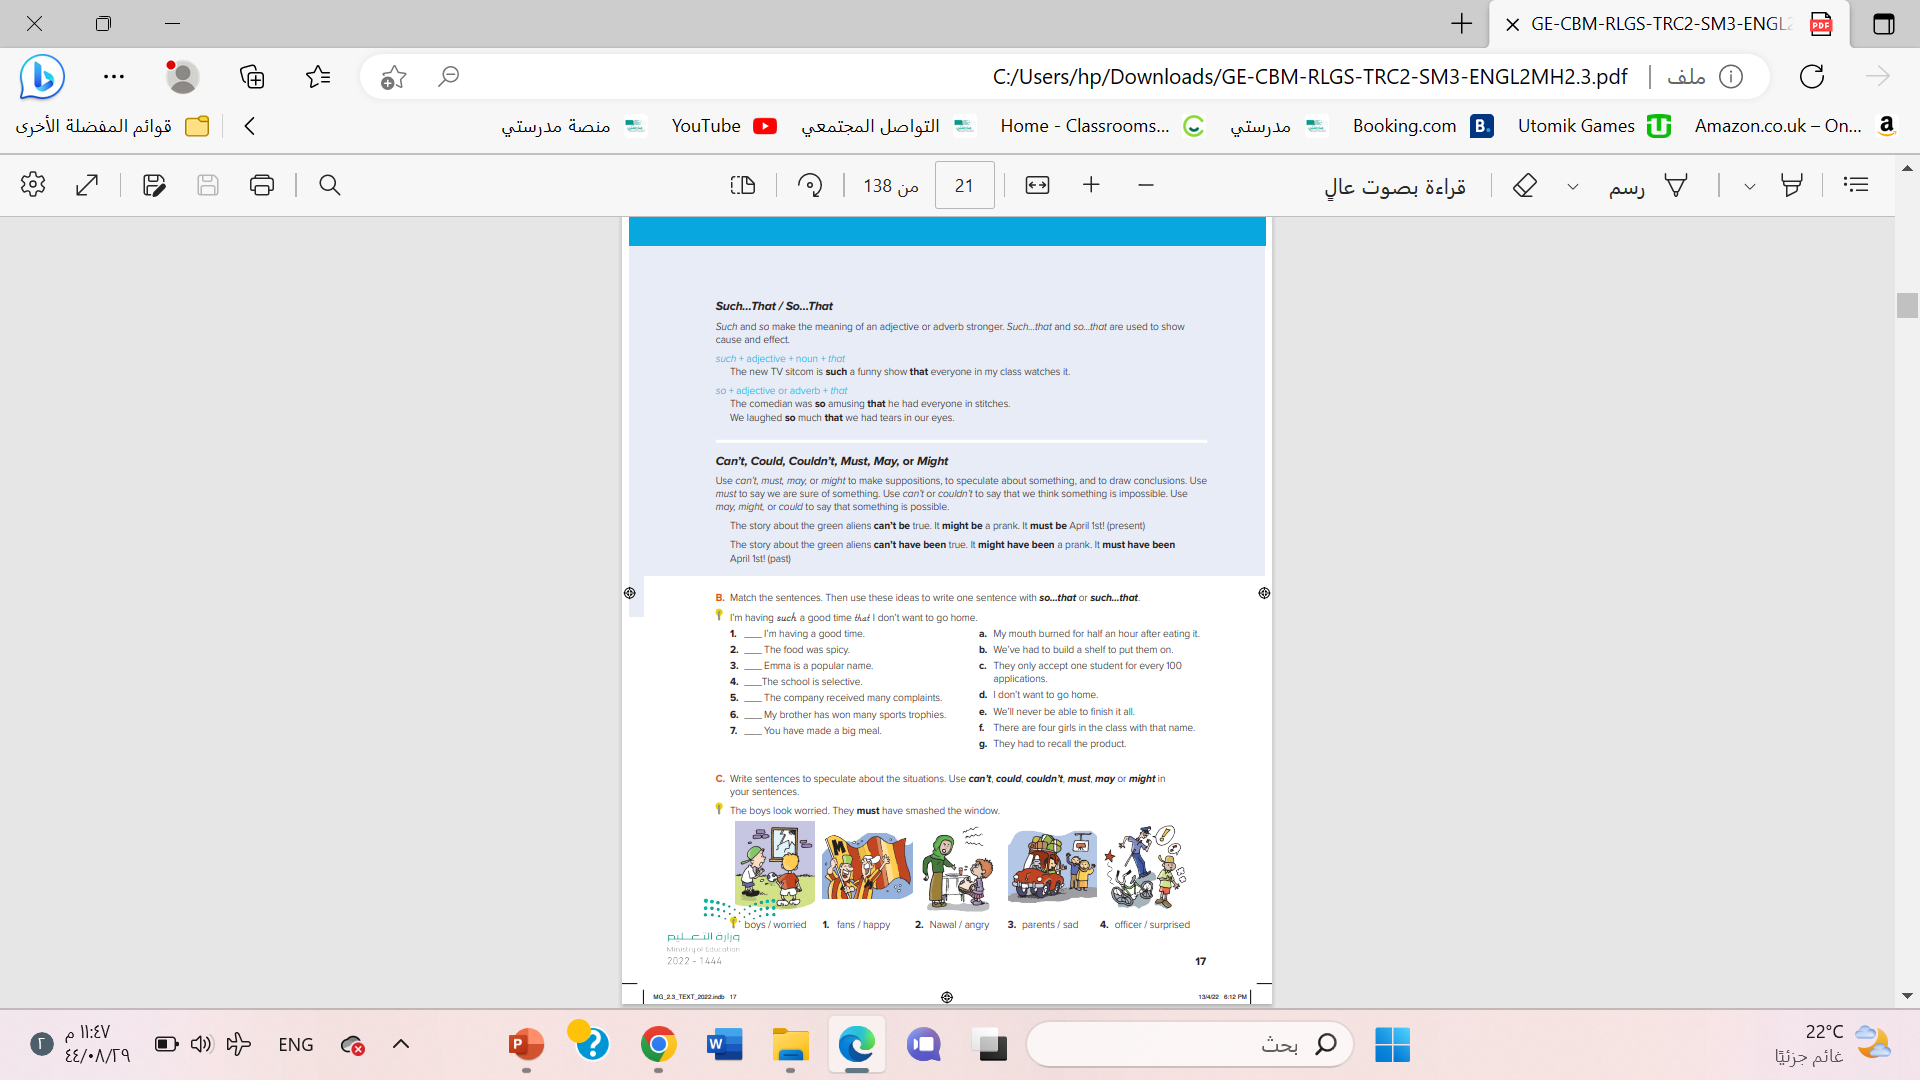 GE-CBM-RLGS-TRC2-SM3-ENGL2
C:/Users/hp/Downloads/GE-CBM-RLGS-TRC2-SM3-ENGL2MH2.3.pdf
ملف
قوائم المفضلة الأخرى
منصة مدرستي
YouTube
التواصل المجتمعي
Home - Classrooms...
مدرستي
Booking.com
Utomik Games
Amazon.co.uk – On...
من 138
21
قراءة بصوت عالٍ
رسم
Such...That / So...That
Such and so make the meaning of an adjective or adverb stronger. Such...that and so...that are used to show
cause and effect.
such + adjective + noun + that
The new TV sitcom is such a funny show that everyone in my class watches it.
so + adjective or adverb + that
The comedian was so amusing that he had everyone in stitches.
We laughed so much that we had tears in our eyes.
Can't, Could, Couldn't, Must, May, or Might
Use can't, must, may, or might to make suppositions, to speculate about something, and to draw conclusions. Use
must to say we are sure of something. Use can't or couldn't to say that we think something is impossible. Use
may, might, or could to say that something is possible.
The story about the green aliens can't be true. It might be a prank. It must be April 1st! (present)
The story about the green aliens can't have been true. It might have been a prank. It must have been
April 1st! (past)
B. Match the sentences. Then use these ideas to write one sentence with so...that or such...that.
I'm having such a good time that I don't want to go home.
1. ___ I'm having a good time.
2. ___ The food was spicy.
3. ___ Emma is a popular name.
4. ___The school is selective.
5. ___ The company received many complaints.
6. ___ My brother has won many sports trophies.
7. ___ You have made a big meal.
a. My mouth burned for half an hour after eating it.
b. We've had to build a shelf to put them on.
c. They only accept one student for every 100
applications.
d. I don't want to go home.
e. We'll never be able to finish it all.
f. There are four girls in the class with that name.
g. They had to recall the product.
C. Write sentences to speculate about the situations. Use can't, could, couldn't, must, may or might in
your sentences.
The boys look worried. They must have smashed the window.
M
boys / worried
1. fans / happy
2. Nawal / angry
3. parents / sad
4. officer / surprised
وزارة التعليم
Ministry of Education
2022 - 1444
17
MG_2.3_TEXT_2022.indb 17
13/4/22 6:12 PM
٢
١١:٤٧ م
٤٤/٠٨/٢٩
ENG
بحث
22°C
غائم جزئيًا